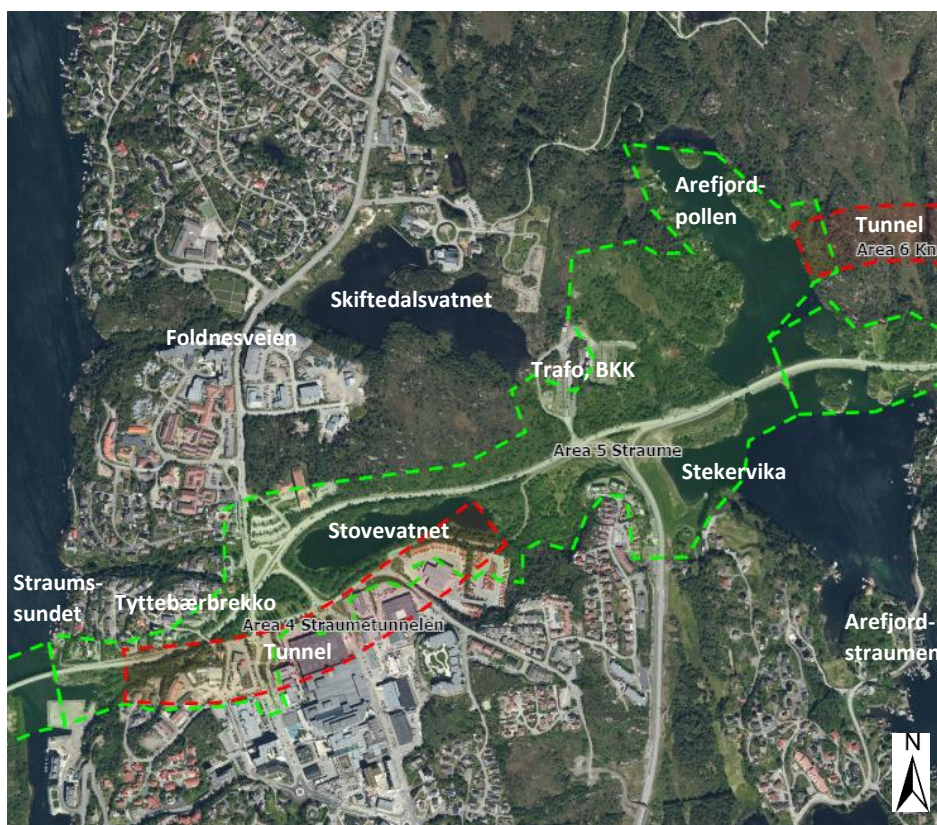 Arefjord-
pollen
Tunnel
Area 6 Kn
Skiftedalsvatnet
Foldnesveien
Trafo, BKK
Area 5 Straume
Stekervika
Stovevatnet
Straums-
sundet
Tyttebærbrekko
Area 4 Straumetunnelen
Tunnel
Arefjord-
straumen
N